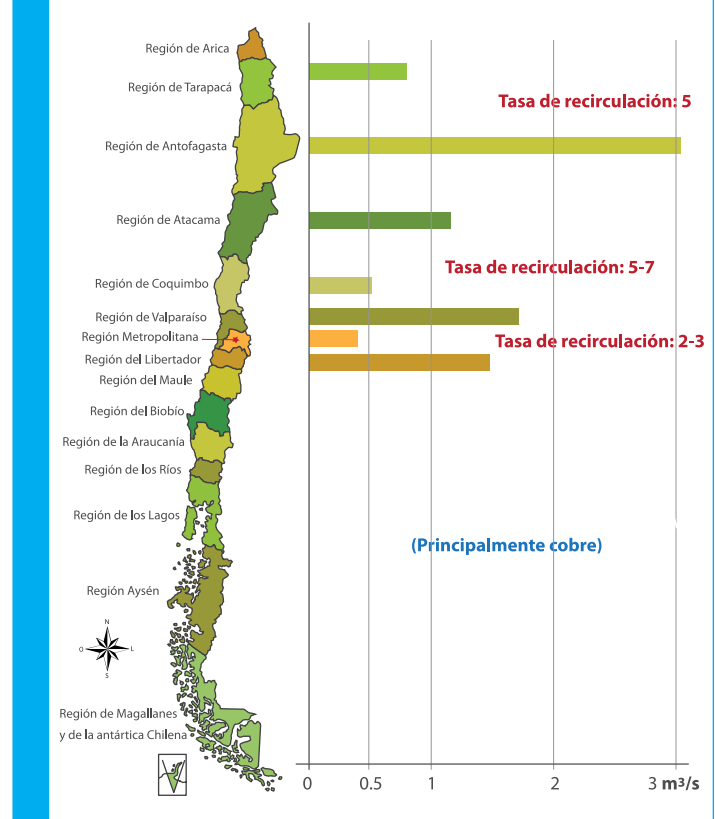 Región de Arica
Región de Tarapacá
Tasa de recirculación: 5
Región de Antofagasta
Región de Atacama
Tasa de recirculación: 5-7
Región de Coquimbo
Región de Valparaíso
Región Metropolitana
Tasa de recirculación: 2-3
Región del Libertador
Región del Maule
Región del Biobío
Región de la Araucanía
Región de los Ríos
Región de los Lagos
(Principalmente cobre)
Región Aysén
N
O
L
S
Región de Magallanes
y de la antártica Chilena
0 0.5 1 2 3 m³/s